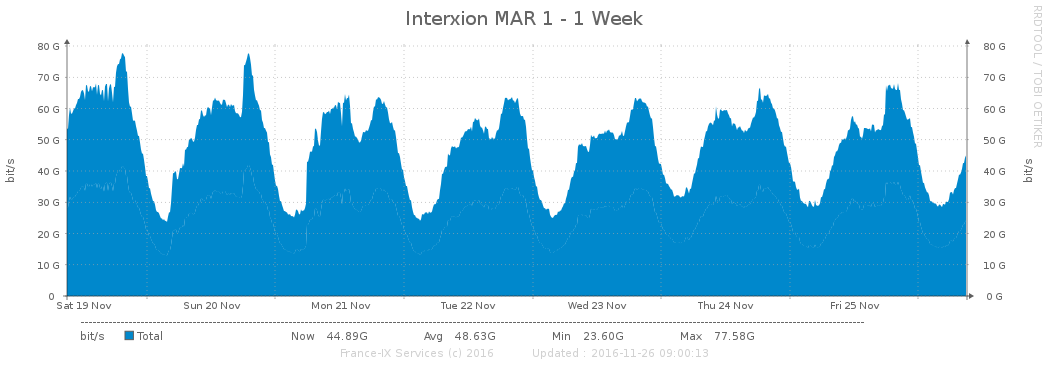 Interxion MAR 1 - 1 Week
RRDTOOL / TOBI OETIKER
bit/s
80 G
70 G
60 G
50 G
40 G
30 G
20 G
10 G
0
80 G
70 G
60 G
50 G
40 G
30 G
20 G
10 G
0 G
bit/s
Sat 19 Nov Sun 20 Nov Mon 21 Nov Tue 22 Nov Wed 23 Nov Thu 24 Nov Fri 25 Nov
bit/s Total Now 44.89G Avg 48.63G Min 23.60G Max 77.58G
France-IX Services (c) 2016 Updated : 2016-11-26 09:00:13